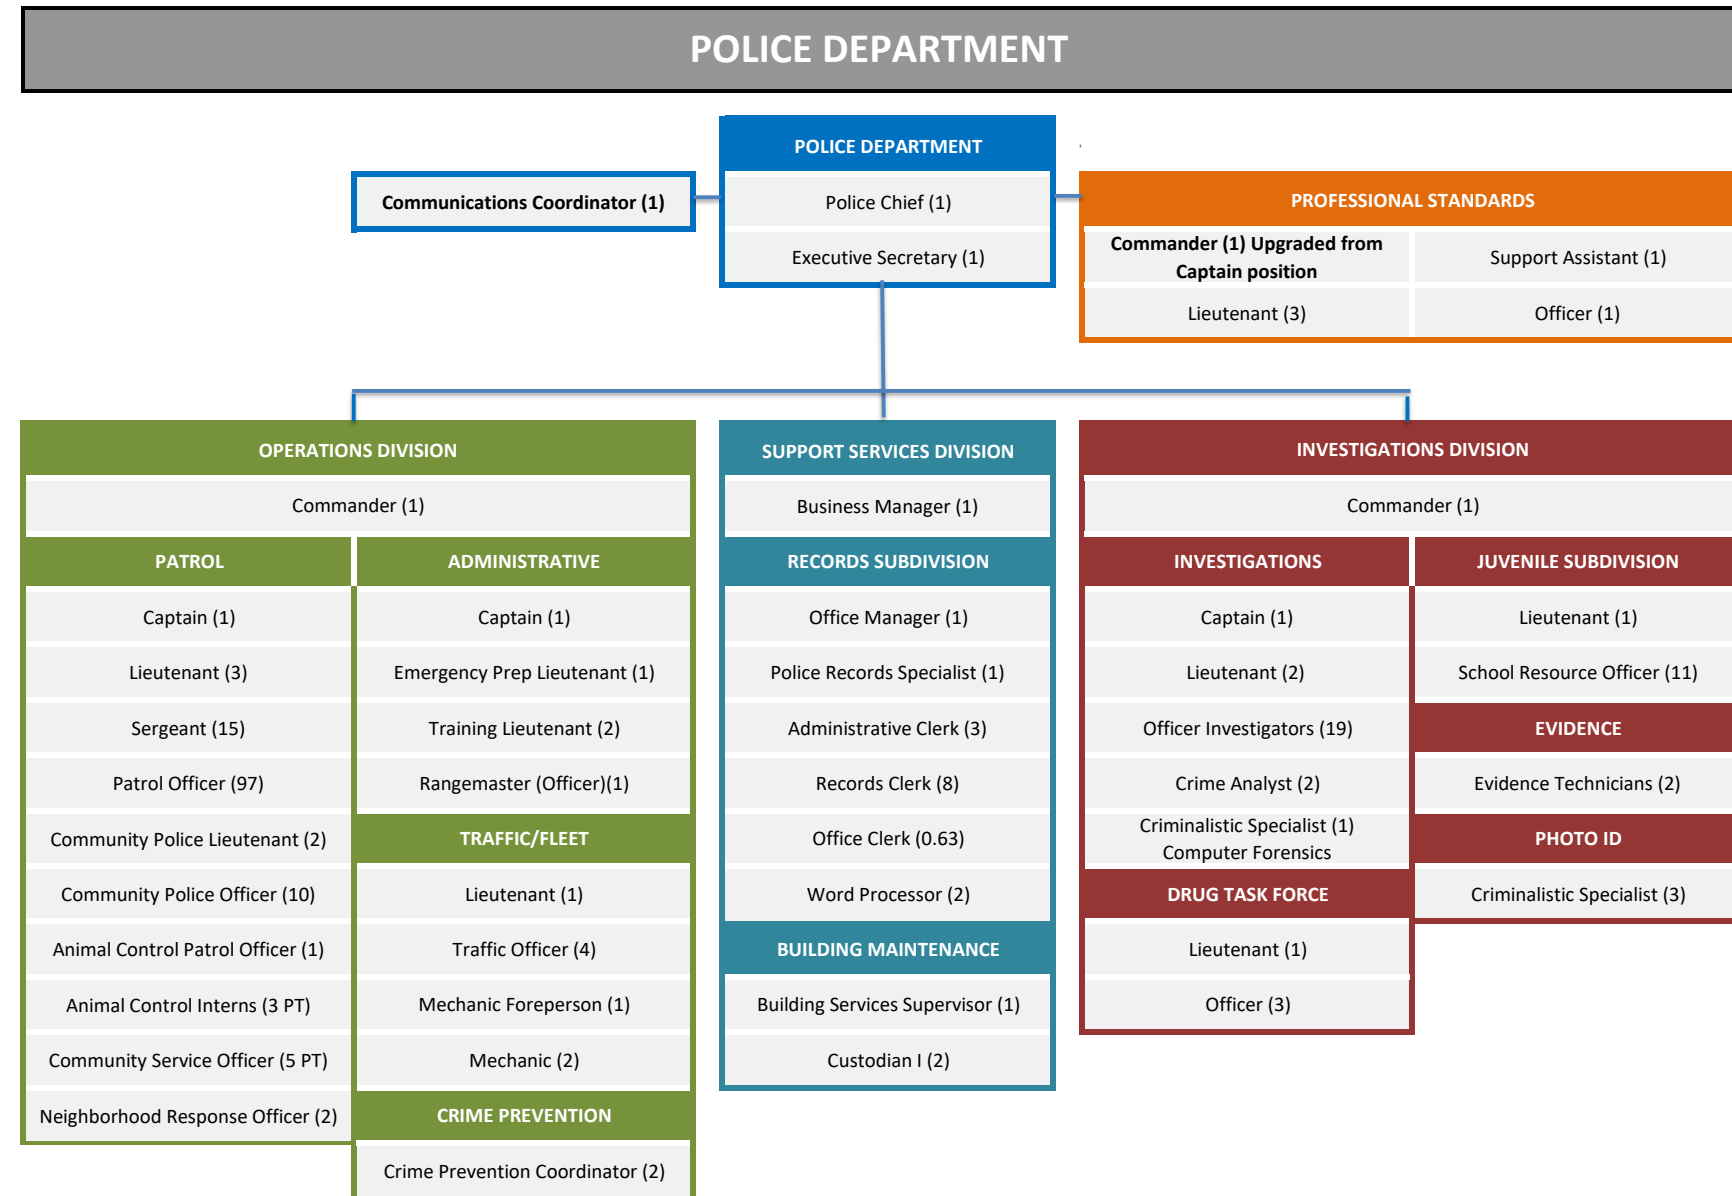 POLICE DEPARTMENT
POLICE DEPARTMENT
Communications Coordinator (1)
Police Chief (1)
Executive Secretary (1)
PROFESSIONAL STANDARDS
Commander (1) Upgraded from
Captain position
Support Assistant (1)
Lieutenant (3)
Officer (1)
OPERATIONS DIVISION
Commander (1)
PATROL
Captain (1)
Lieutenant (3)
Sergeant (15)
Patrol Officer (97)
Community Police Lieutenant (2)
Community Police Officer (10)
Animal Control Patrol Officer (1)
Animal Control Interns (3 PT)
Community Service Officer (5 PT)
Neighborhood Response Officer (2)
ADMINISTRATIVE
Captain (1)
Emergency Prep Lieutenant (1)
Training Lieutenant (2)
Rangemaster (Officer)(1)
TRAFFIC/FLEET
Lieutenant (1)
Traffic Officer (4)
Mechanic Foreperson (1)
Mechanic (2)
CRIME PREVENTION
Crime Prevention Coordinator (2)
SUPPORT SERVICES DIVISION
Business Manager (1)
RECORDS SUBDIVISION
Office Manager (1)
Police Records Specialist (1)
Administrative Clerk (3)
Records Clerk (8)
Office Clerk (0.63)
Word Processor (2)
BUILDING MAINTENANCE
Building Services Supervisor (1)
Custodian I (2)
INVESTIGATIONS DIVISION
Commander (1)
INVESTIGATIONS
Captain (1)
Lieutenant (2)
Officer Investigators (19)
Crime Analyst (2)
Criminalistic Specialist (1)
Computer Forensics
DRUG TASK FORCE
Lieutenant (1)
Officer (3)
JUVENILE SUBDIVISION
Lieutenant (1)
School Resource Officer (11)
EVIDENCE
Evidence Technicians (2)
PHOTO ID
Criminalistic Specialist (3)